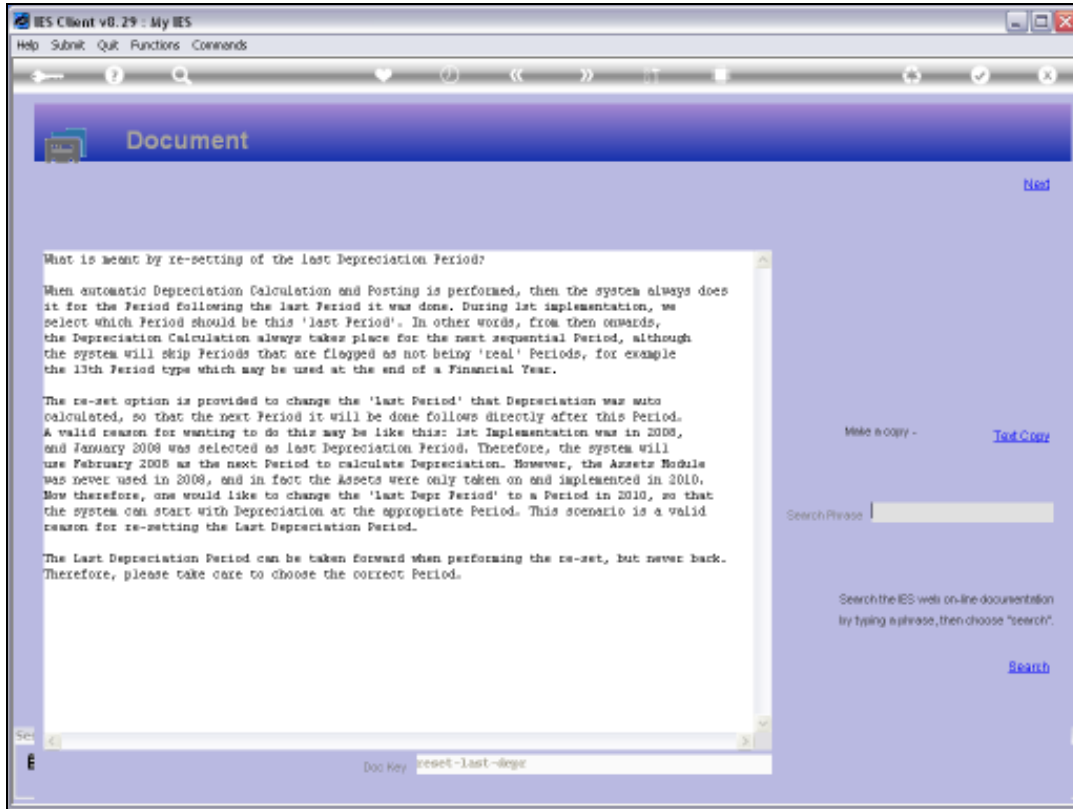 IES Client v8.29 : My IES
Help Submit Quit Functions Commands
Document
Next
What is meant by re-setting of the last Depreciation Period?
When automatic Depreciation Calculation and Posting is performed, then the system always does
it for the Period following the last Period it was done. During 1st implementation, we
select which Period should be this 'last Period'. In other words, from then onwards,
the Depreciation Calculation always takes place for the next sequential Period, although
the system will skip Periods that are flagged as not being 'real' Periods, for example
the 13th Period type which may be used at the end of a Financial Year.
The re-set option is provided to change the 'last Period' that Depreciation was auto
calculated, so that the next Period it will be done follows directly after this Period.
A valid reason for wanting to do this may be like this: 1st Implementation was in 2008,
and January 2008 was selected as last Depreciation Period. Therefore, the system will
use February 2008 as the next Period to calculate Depreciation. However, the Assets Module
was never used in 2008, and in fact the Assets were only taken on and implemented in 2010.
Now therefore, one would like to change the 'last Depr Period' to a Period in 2010, so that
the system can start with Depreciation at the appropriate Period. This scenario is a valid
reason for re-setting the Last Depreciation Period.
The Last Depreciation Period can be taken forward when performing the re-set, but never back.
Therefore, please take care to choose the correct Period.
Make a copy -
Text Copy
Search Phrase
Search the IES web on-line documentation
by typing a phrase, then choose "search".
Search
Doc Key reset-last-depr